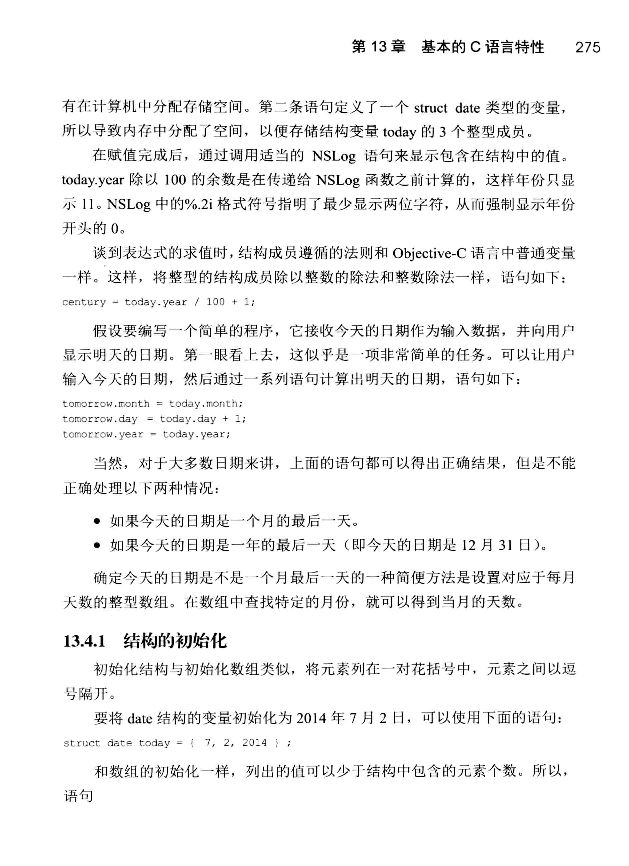 第 13 章 基本的 C 语言特性 275
有在计算机中分配存储空间。第二条语句定义了一个 struct date 类型的变量，
所以导致内存中分配了空间，以便存储结构变量 today 的 3 个整型成员。
在赋值完成后，通过调用适当的 NSLog 语句来显示包含在结构中的值。
today.year 除以 100 的余数是在传递给 NSLog 函数之前计算的，这样年份只显
示 11。NSLog 中的%.2i 格式符号指明了最少显示两位字符，从而强制显示年份
开头的 0。
谈到表达式的求值时，结构成员遵循的法则和 Objective-C 语言中普通变量
一样。这样，将整型的结构成员除以整数的除法和整数除法一样，语句如下：
century = today.year / 100 + 1;
假设要编写一个简单的程序，它接收今天的日期作为输入数据，并向用户
显示明天的日期。第一眼看上去，这似乎是一项非常简单的任务。可以让用户
输入今天的日期，然后通过一系列语句计算出明天的日期，语句如下：
tomorrow.month = today.month;
tomorrow.day = today.day + 1;
tomorrow.year = today.year;
当然，对于大多数日期来讲，上面的语句都可以得出正确结果，但是不能
正确处理以下两种情况：
● 如果今天的日期是一个月的最后一天。
● 如果今天的日期是一年的最后一天（即今天的日期是 12 月 31 日）。
确定今天的日期是不是一个月最后一天的一种简便方法是设置对应于每月
天数的整型数组。在数组中查找特定的月份，就可以得到当月的天数。
13.4.1 结构的初始化
初始化结构与初始化数组类似，将元素列在一对花括号中，元素之间以逗
号隔开。
要将 date 结构的变量初始化为 2014 年 7 月 2 日，可以使用下面的语句：
struct date today = { 7, 2, 2014 } ;
和数组的初始化一样，列出的值可以少于结构中包含的元素个数。所以，
语句